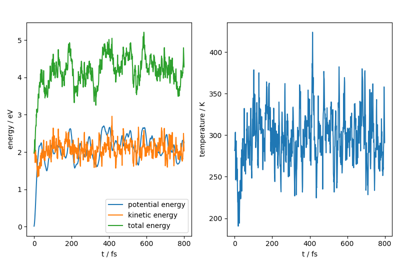 5
4
3
2
1
0
energy / eV
potential energy
kinetic energy
total energy
0 200 400 600 800
t / fs
400
350
300
250
200
temperature / K
0 200 400 600 800
t / fs